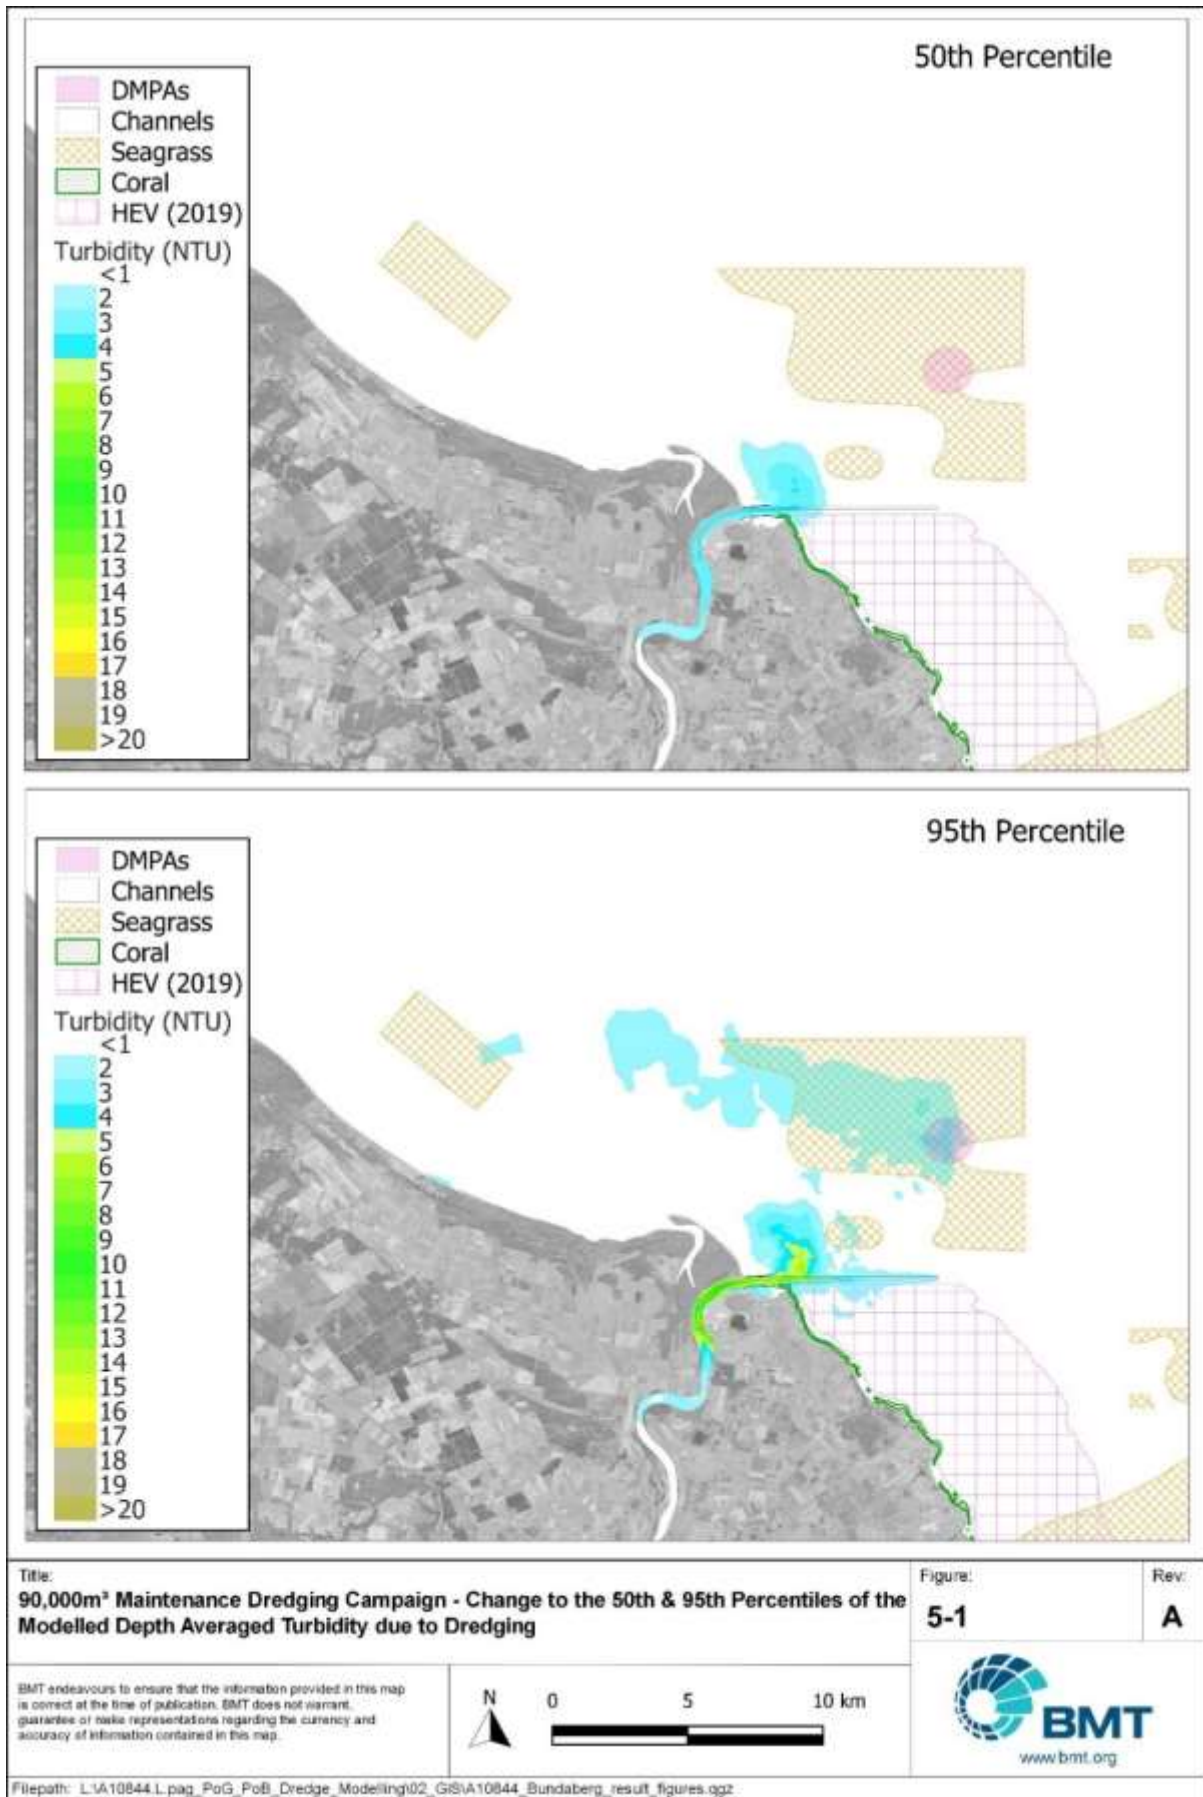 50th Percentile
DMPAs
Channels
Seagrass
Coral
HEV (2019)
Turbidity (NTU)
<1
2
3
4
5
6
7
8
9
10
11
12
13
14
15
16
17
18
19
>20
95th Percentile
DMPAs
Channels
Seagrass
Coral
HEV (2019)
Turbidity (NTU)
<1
2
3
4
5
6
7
8
9
10
11
12
13
14
15
16
17
18
19
>20
Title:
90,000m³ Maintenance Dredging Campaign - Change to the 50th & 95th Percentiles of the
Modelled Depth Averaged Turbidity due to Dredging
Figure:
5-1
Rev:
A
BMT endeavours to ensure that the information provided in this map
is correct at the time of publication. BMT does not warrant,
guarantee or make representations regarding the currency and
accuracy of information contained in this map.
N
0 5 10 km
BMT
www.bmt.org
Filepath: L:\A10844.L.pag_PoG_PoB_Dredge_Modelling\02_GIS\A10844_Bundaberg_result_figures.qgz